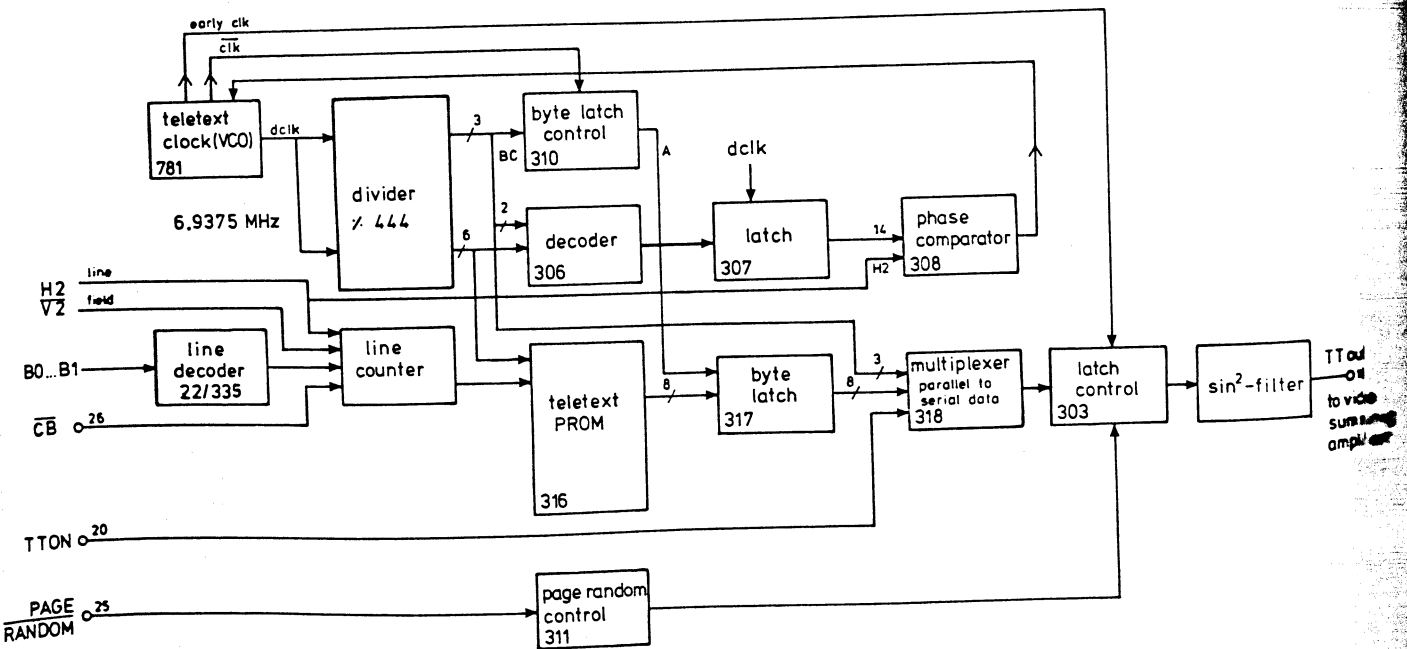 early clk
clk
teletext
clock(VCO)
781
dclk
6,9375 MHz
divider
⁒ 444
3
BC
6
2
byte latch
control
310
A
decoder
306
dclk
latch
307
14
H2
phase
comparator
308
H2
line
V2
field
B0...B1
line
decoder
22/335
line
counter
CB
26
teletext
PROM
316
8
byte
latch
317
8
3
multiplexer
parallel to
serial data
318
latch
control
303
sin²-filter
TT out
to video
amplifier
TTON
20
PAGE
RANDOM
25
page random
control
311